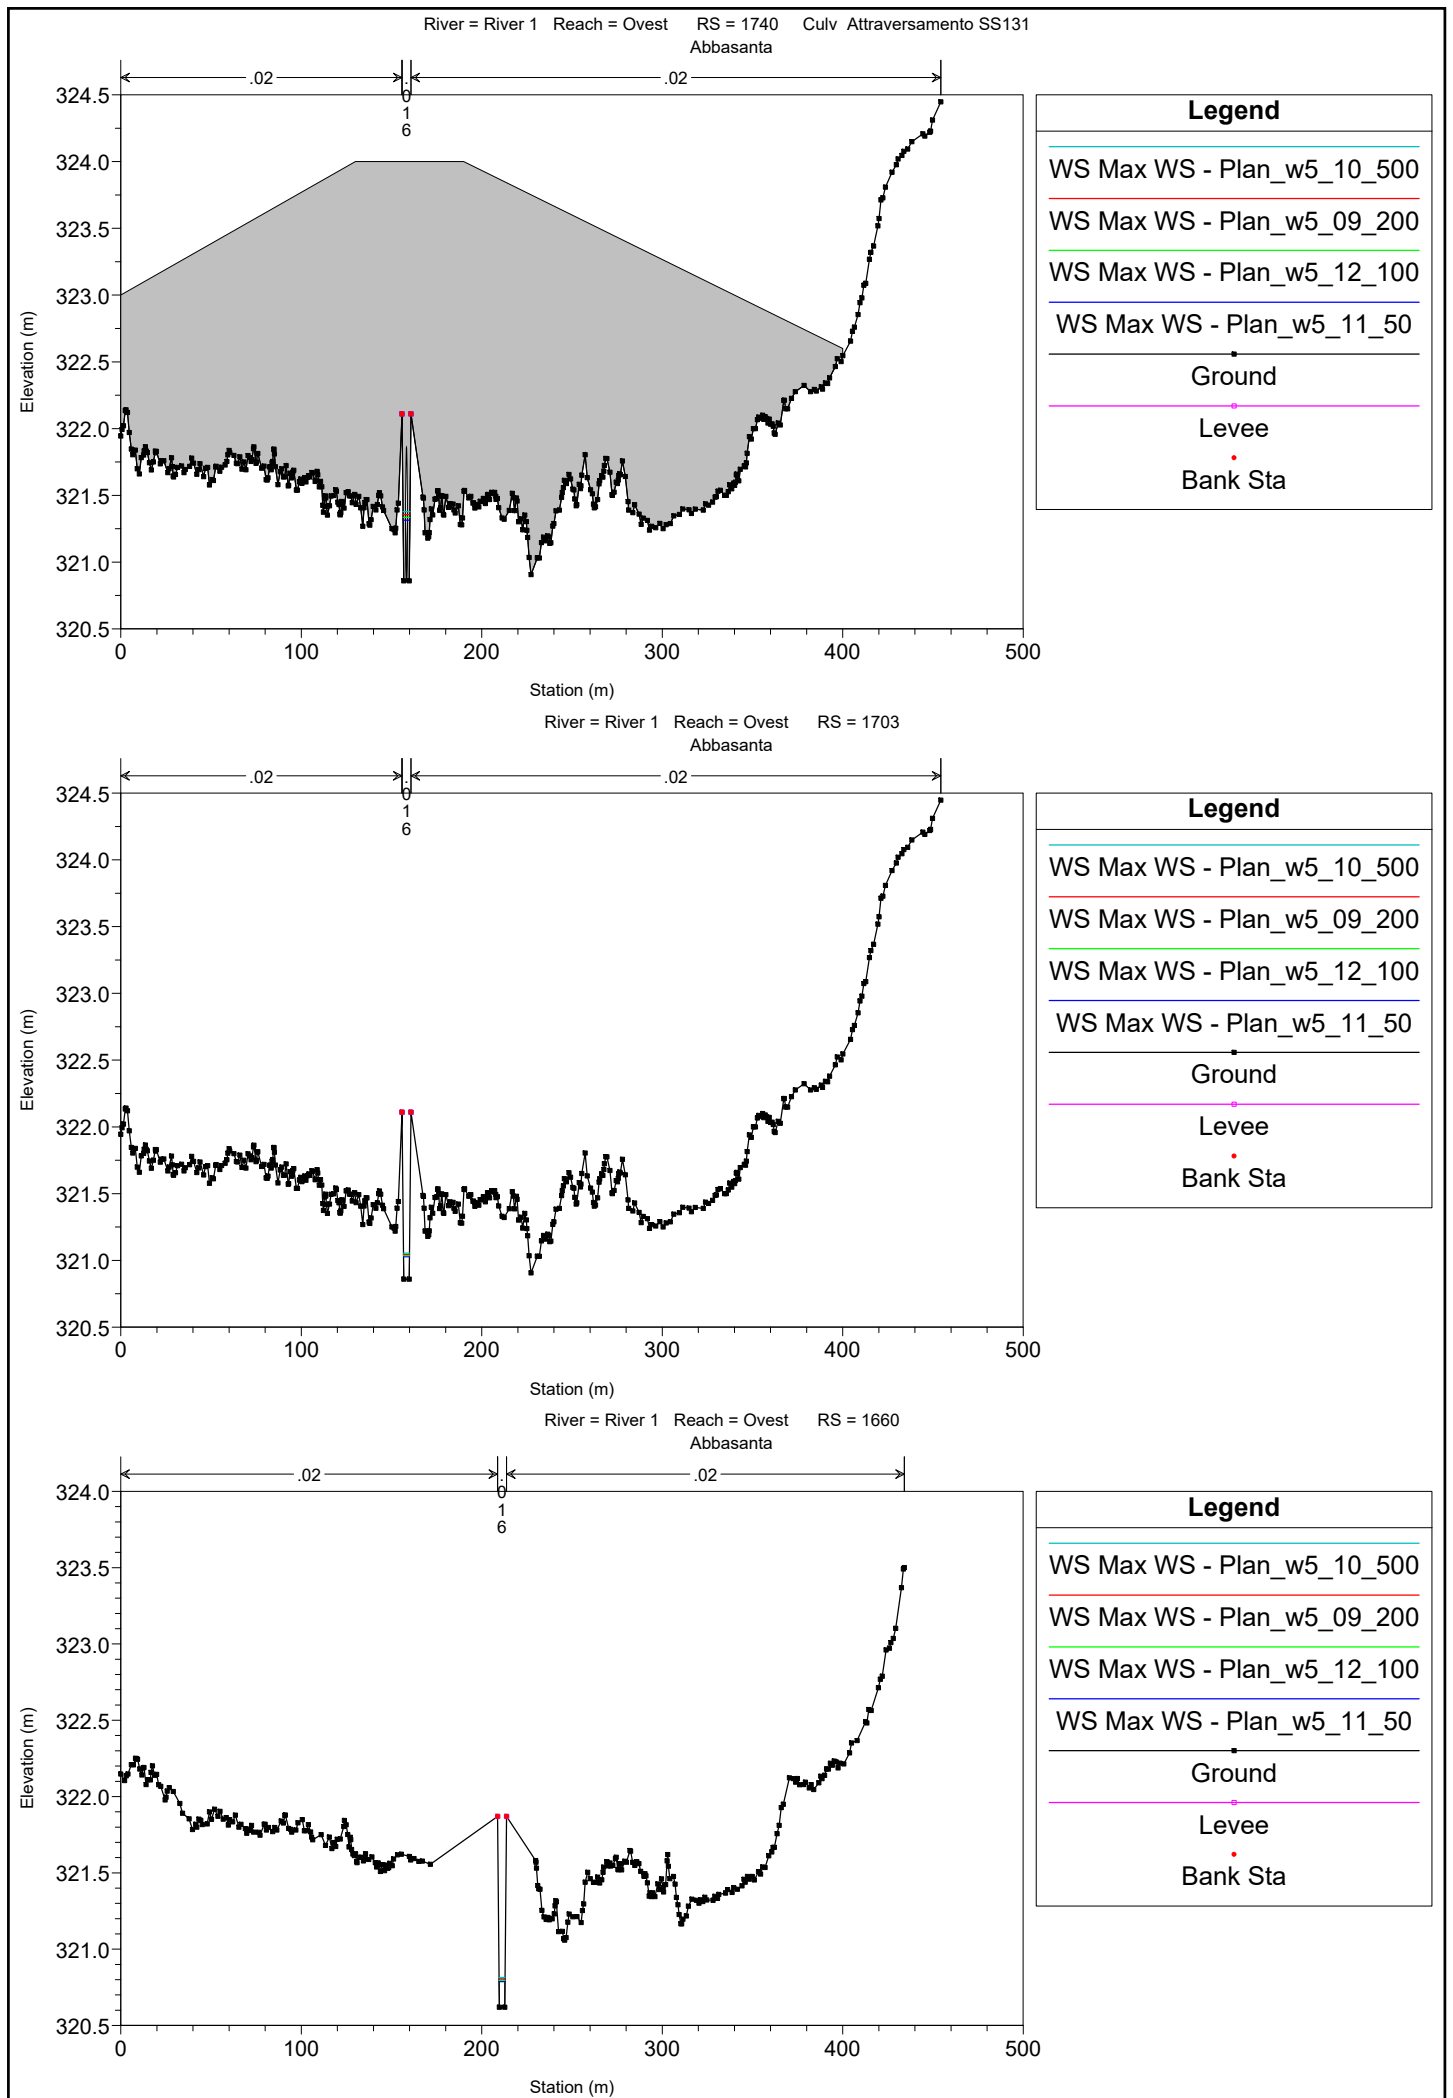 River = River 1 Reach = Ovest RS = 1740 Culv Attraversamento SS131
Abbasanta
.02
.016
.02
324.5
324.0
323.5
323.0
322.5
322.0
321.5
321.0
320.5
Elevation (m)
0 100 200 300 400 500
Station (m)
Legend
WS Max WS - Plan_w5_10_500
WS Max WS - Plan_w5_09_200
WS Max WS - Plan_w5_12_100
WS Max WS - Plan_w5_11_50
Ground
Levee
Bank Sta
River = River 1 Reach = Ovest RS = 1703
Abbasanta
.02
.016
.02
324.5
324.0
323.5
323.0
322.5
322.0
321.5
321.0
320.5
Elevation (m)
0 100 200 300 400 500
Station (m)
Legend
WS Max WS - Plan_w5_10_500
WS Max WS - Plan_w5_09_200
WS Max WS - Plan_w5_12_100
WS Max WS - Plan_w5_11_50
Ground
Levee
Bank Sta
River = River 1 Reach = Ovest RS = 1660
Abbasanta
.02
.016
.02
324.0
323.5
323.0
322.5
322.0
321.5
321.0
320.5
Elevation (m)
0 100 200 300 400 500
Station (m)
Legend
WS Max WS - Plan_w5_10_500
WS Max WS - Plan_w5_09_200
WS Max WS - Plan_w5_12_100
WS Max WS - Plan_w5_11_50
Ground
Levee
Bank Sta